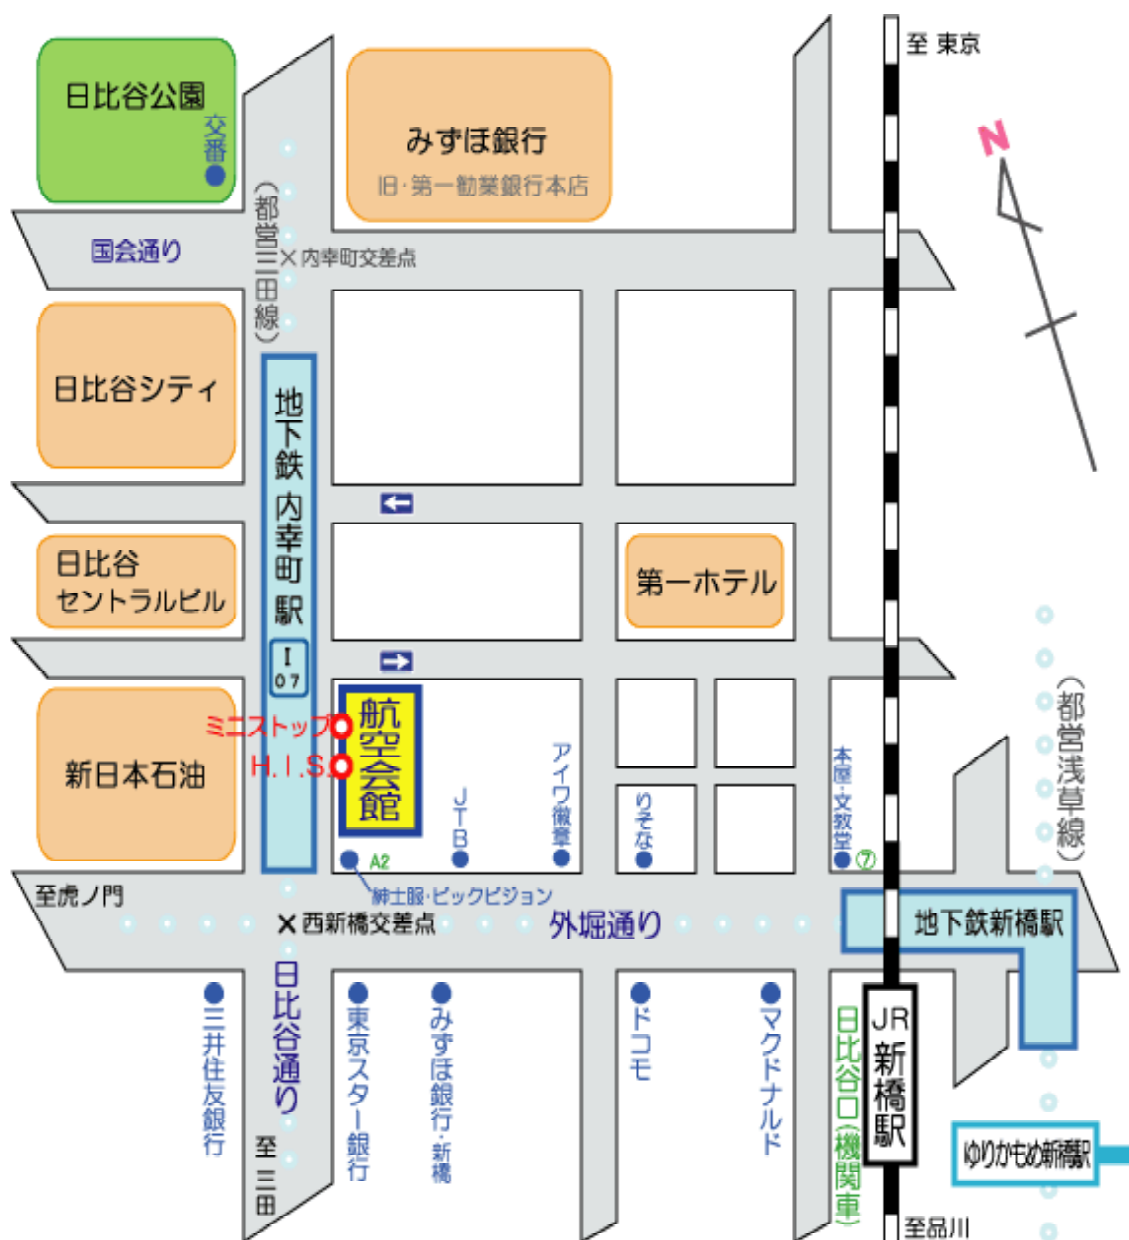 至 東京
日比谷公園
交番
みずほ銀行
旧・第一勧業銀行本店
N
(都営三田線)
国会通り
×内幸町交差点
日比谷シティ
地下鉄 内幸町 駅
I
07
日比谷
セントラルビル
第一ホテル
新日本石油
ミニストップ
H.I.S.
航空会館
JTB
アイワ徽章
りそな
本屋・文教堂
⑦
(都営浅草線)
A2
紳士服・ビックビジョン
至虎ノ門
×西新橋交差点
外堀通り
地下鉄新橋駅
日比谷通り
三井住友銀行
東京スター銀行
みずほ銀行・新橋
ドコモ
マクドナルド
日比谷口(機関車)
JR
新橋駅
ゆりかもめ新橋駅
至 三田
至品川